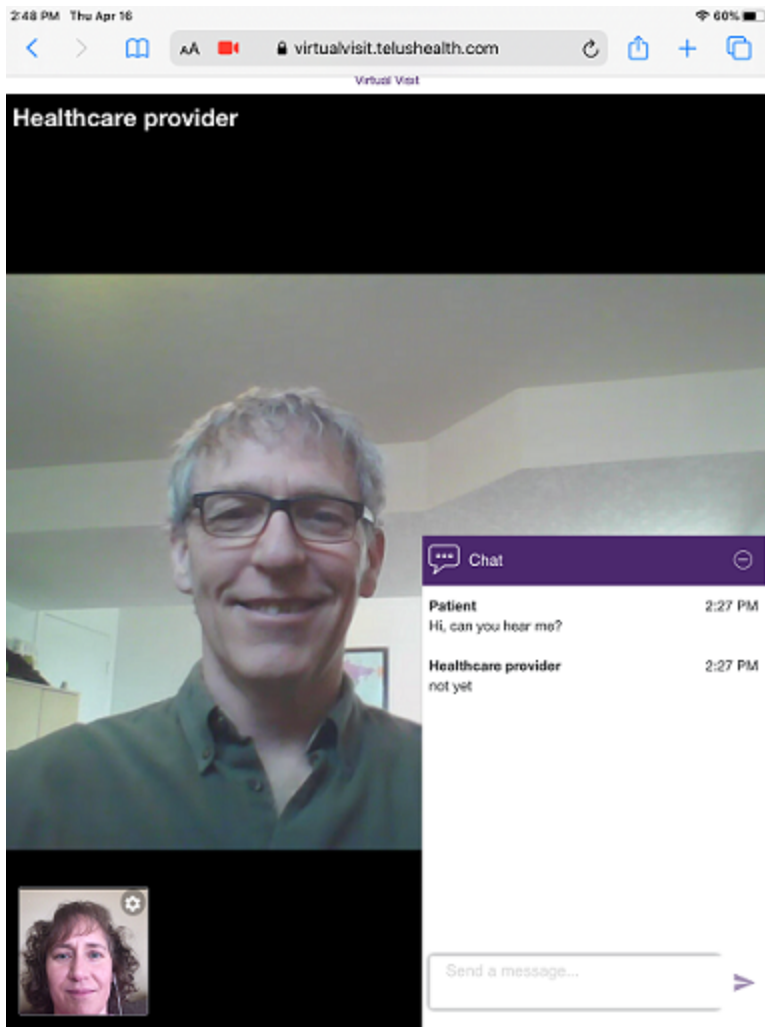 2:48 PM Thu Apr 16
60%
AA
virtualvisit.telushealth.com
Virtual Visit
Healthcare provider
Chat
Patient 2:27 PM
Hi, can you hear me?
Healthcare provider 2:27 PM
not yet
Send a message...